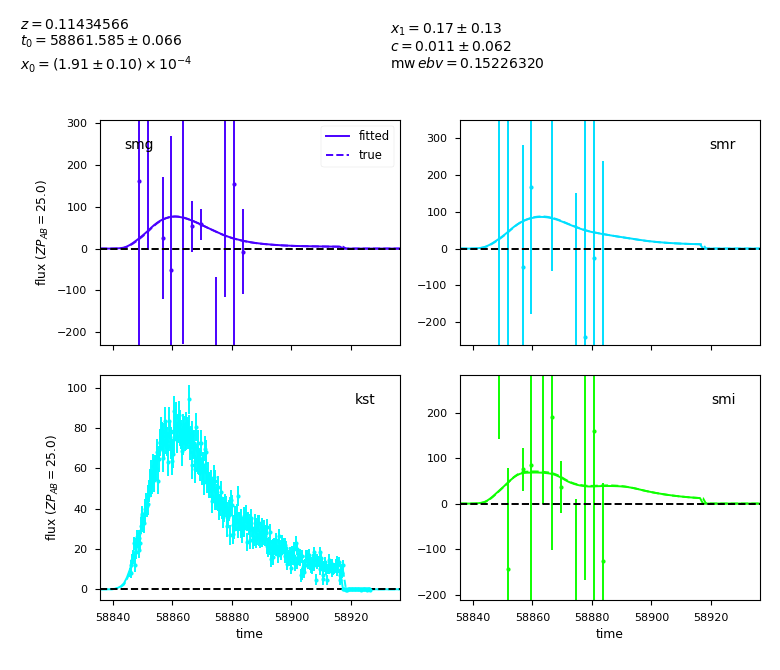 z = 0.11434566
t₀ = 58861.585 ± 0.066
x₀ = (1.91 ± 0.10) × 10⁻⁴
x₁ = 0.17 ± 0.13
c = 0.011 ± 0.062
mwebv = 0.15226320
smg
fitted
true
300
200
100
0
−100
−200
flux (ZP_AB = 25.0)
smr
300
200
100
0
−100
−200
kst
100
80
60
40
20
0
flux (ZP_AB = 25.0)
58840 58860 58880 58900 58920
time
smi
200
100
0
−100
−200
58840 58860 58880 58900 58920
time